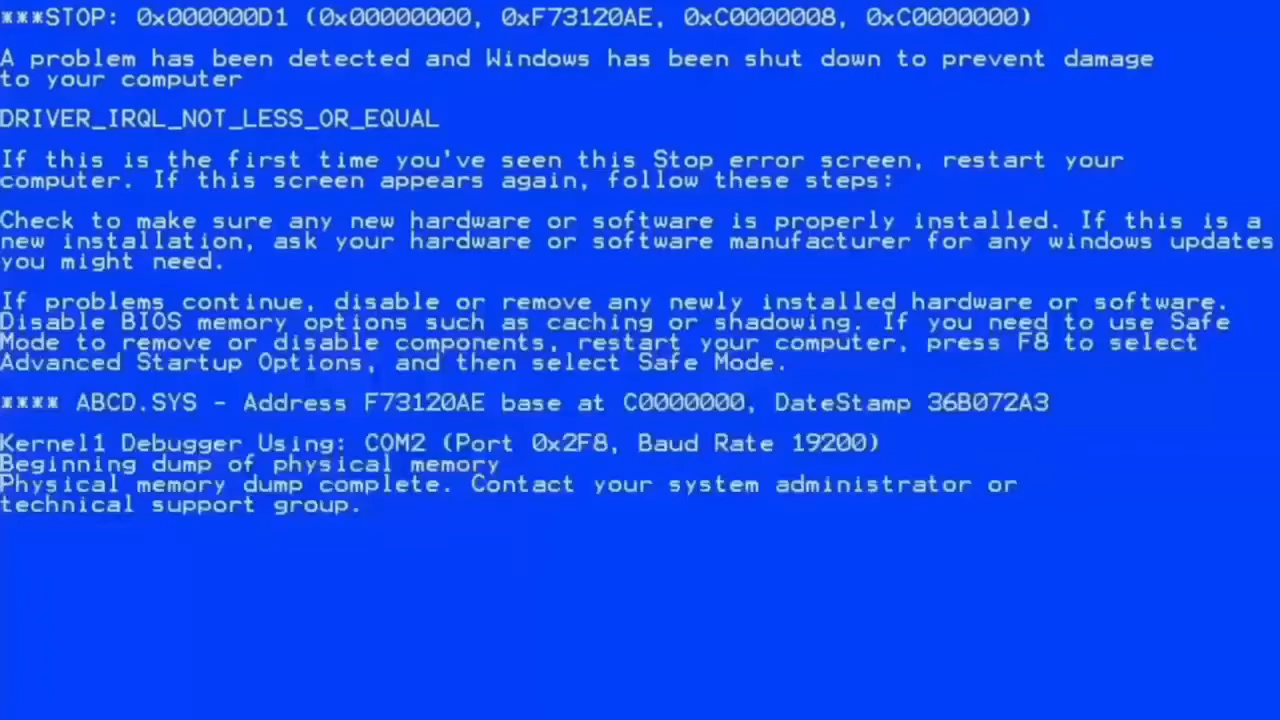 ***STOP: 0x000000D1 (0x00000000, 0xF73120AE, 0xC0000008, 0xC0000000)
A problem has been detected and Windows has been shut down to prevent damage
to your computer
DRIVER_IRQL_NOT_LESS_OR_EQUAL
If this is the first time you've seen this Stop error screen, restart your
computer. If this screen appears again, follow these steps:
Check to make sure any new hardware or software is properly installed. If this is a
new installation, ask your hardware or software manufacturer for any windows updates
you might need.
If problems continue, disable or remove any newly installed hardware or software.
Disable BIOS memory options such as caching or shadowing. If you need to use Safe
Mode to remove or disable components, restart your computer, press F8 to select
Advanced Startup Options, and then select Safe Mode.
**** ABCD.SYS - Address F73120AE base at C0000000, DateStamp 36B072A3
Kernel1 Debugger Using: COM2 (Port 0x2F8, Baud Rate 19200)
Beginning dump of physical memory
Physical memory dump complete. Contact your system administrator or
technical support group.